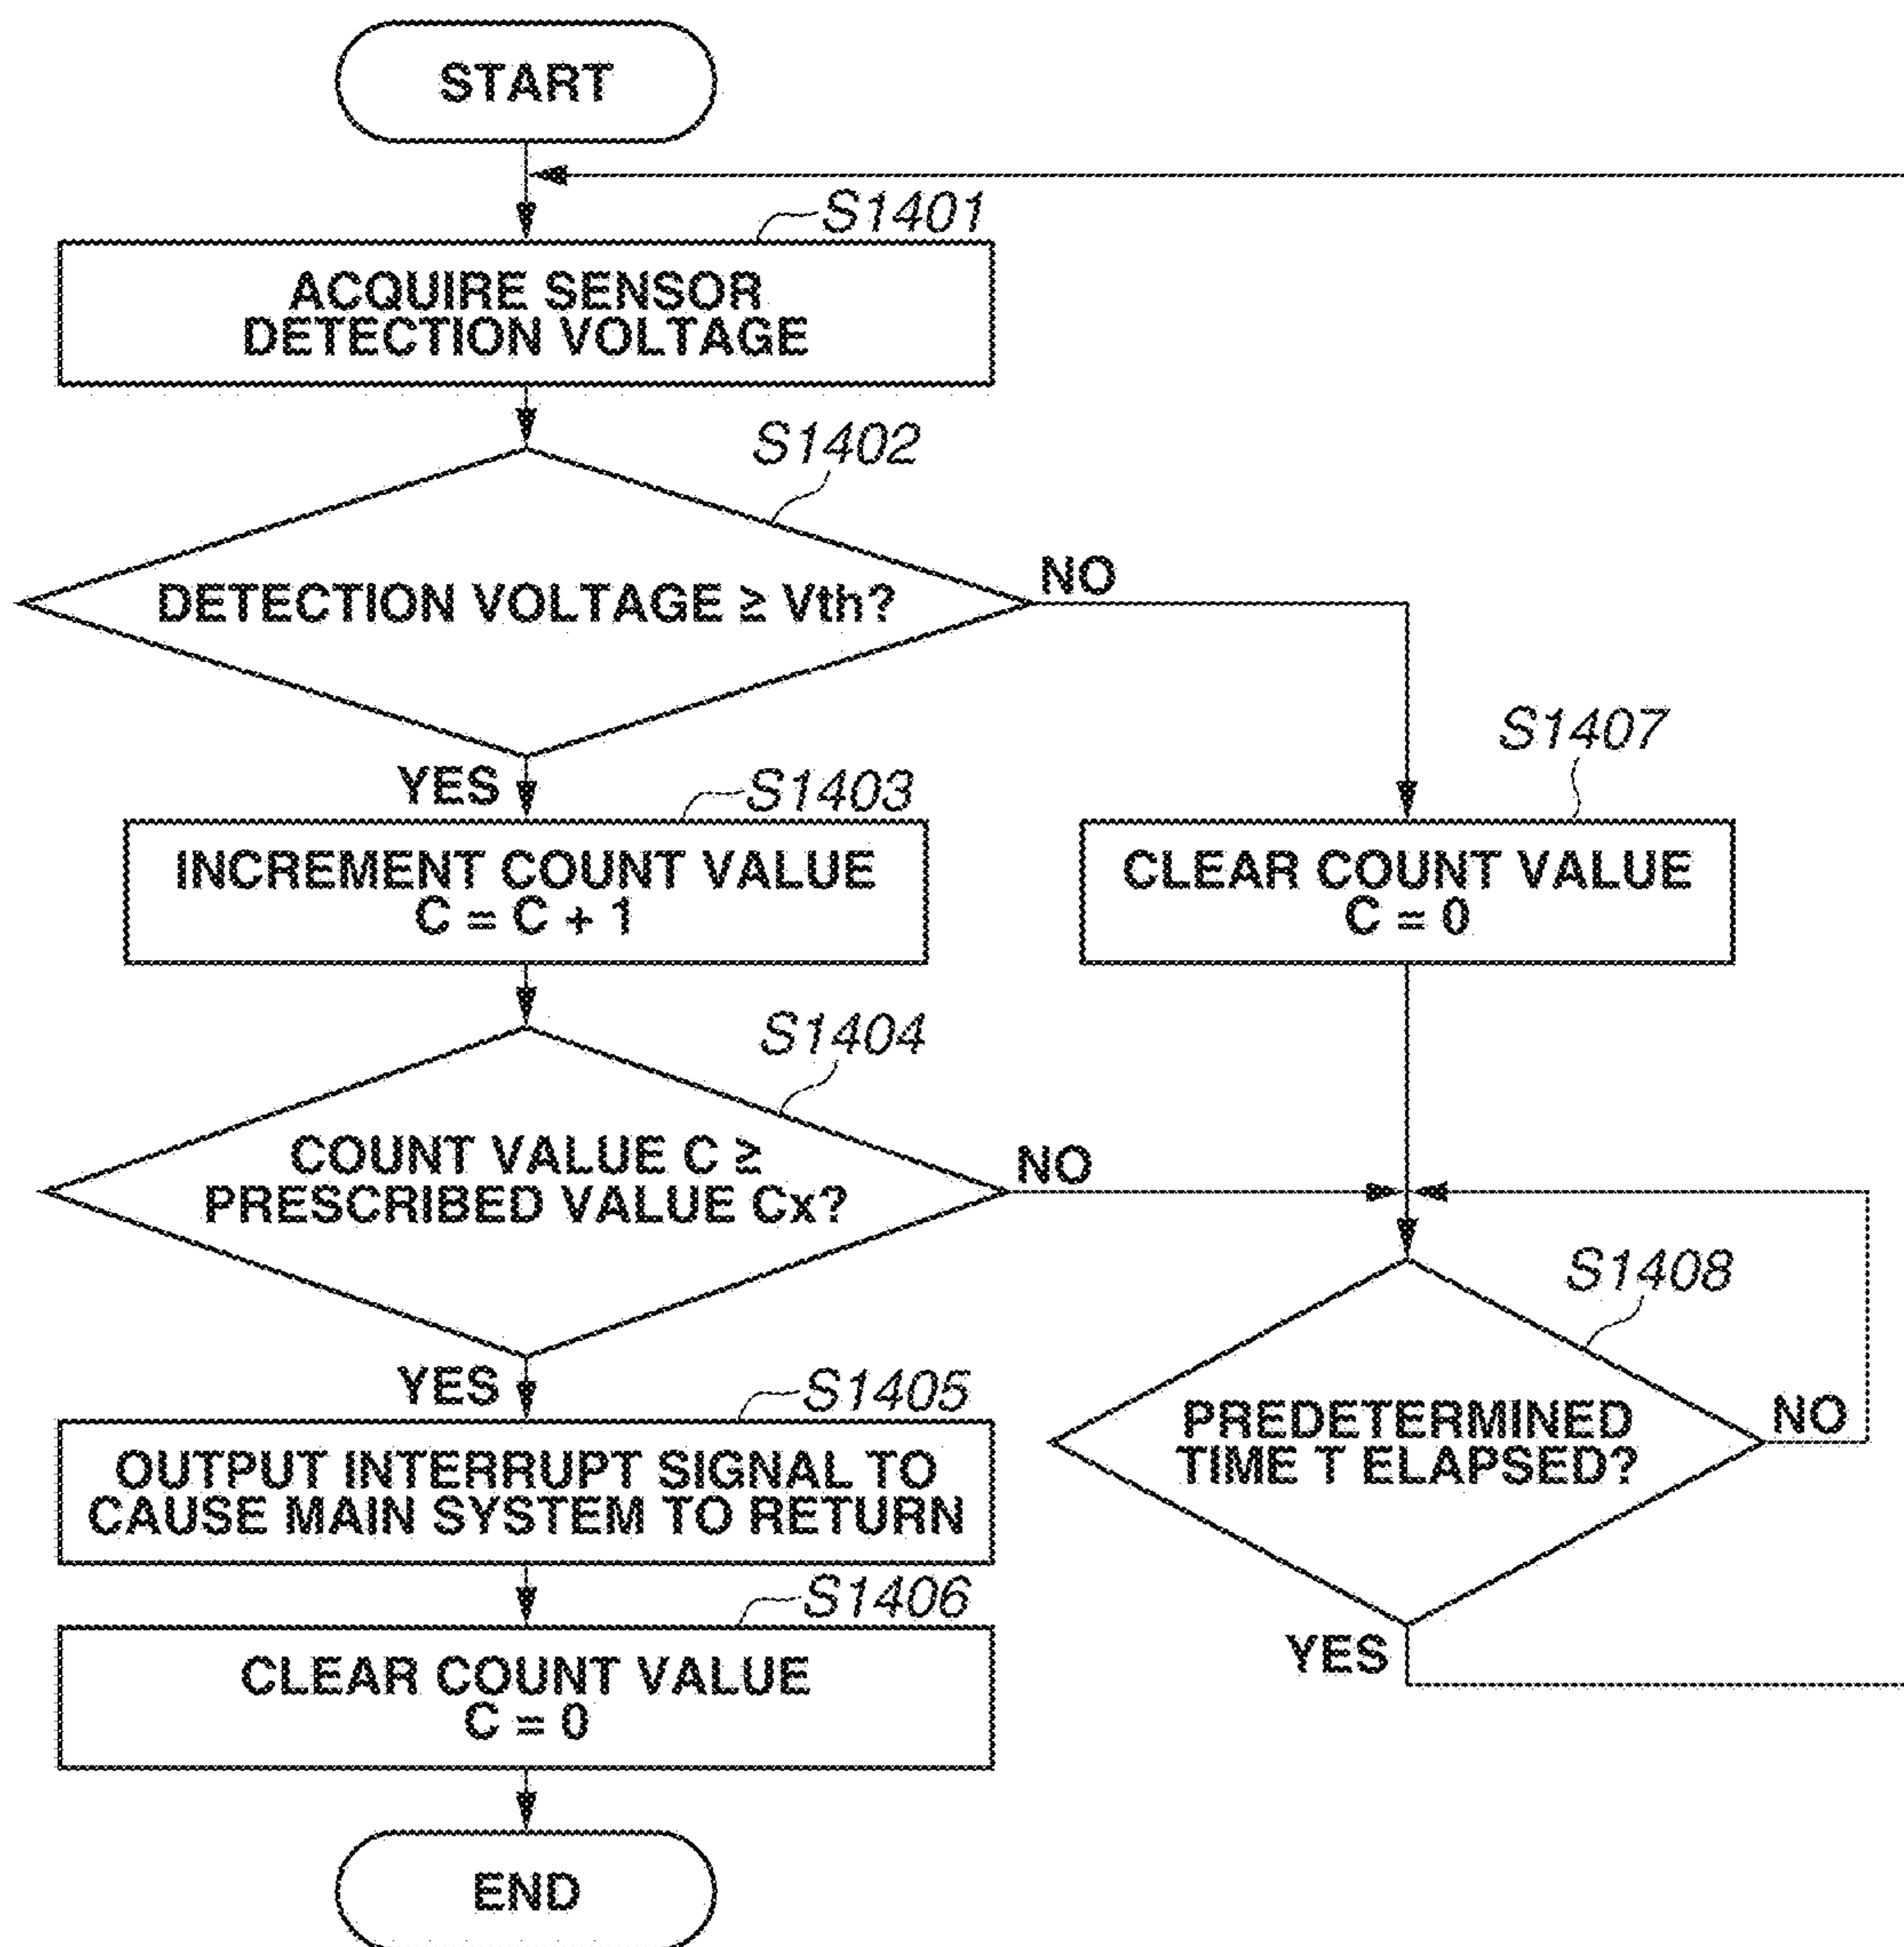 START
S1401
ACQUIRE SENSOR
DETECTION VOLTAGE
S1402
DETECTION VOLTAGE ≥ Vth?
NO
YES
S1403
INCREMENT COUNT VALUE
C = C + 1
S1407
CLEAR COUNT VALUE
C = 0
S1404
COUNT VALUE C ≥
PRESCRIBED VALUE Cx?
NO
YES
S1408
PREDETERMINED
TIME T ELAPSED?
NO
YES
S1405
OUTPUT INTERRUPT SIGNAL TO
CAUSE MAIN SYSTEM TO RETURN
S1406
CLEAR COUNT VALUE
C = 0
END